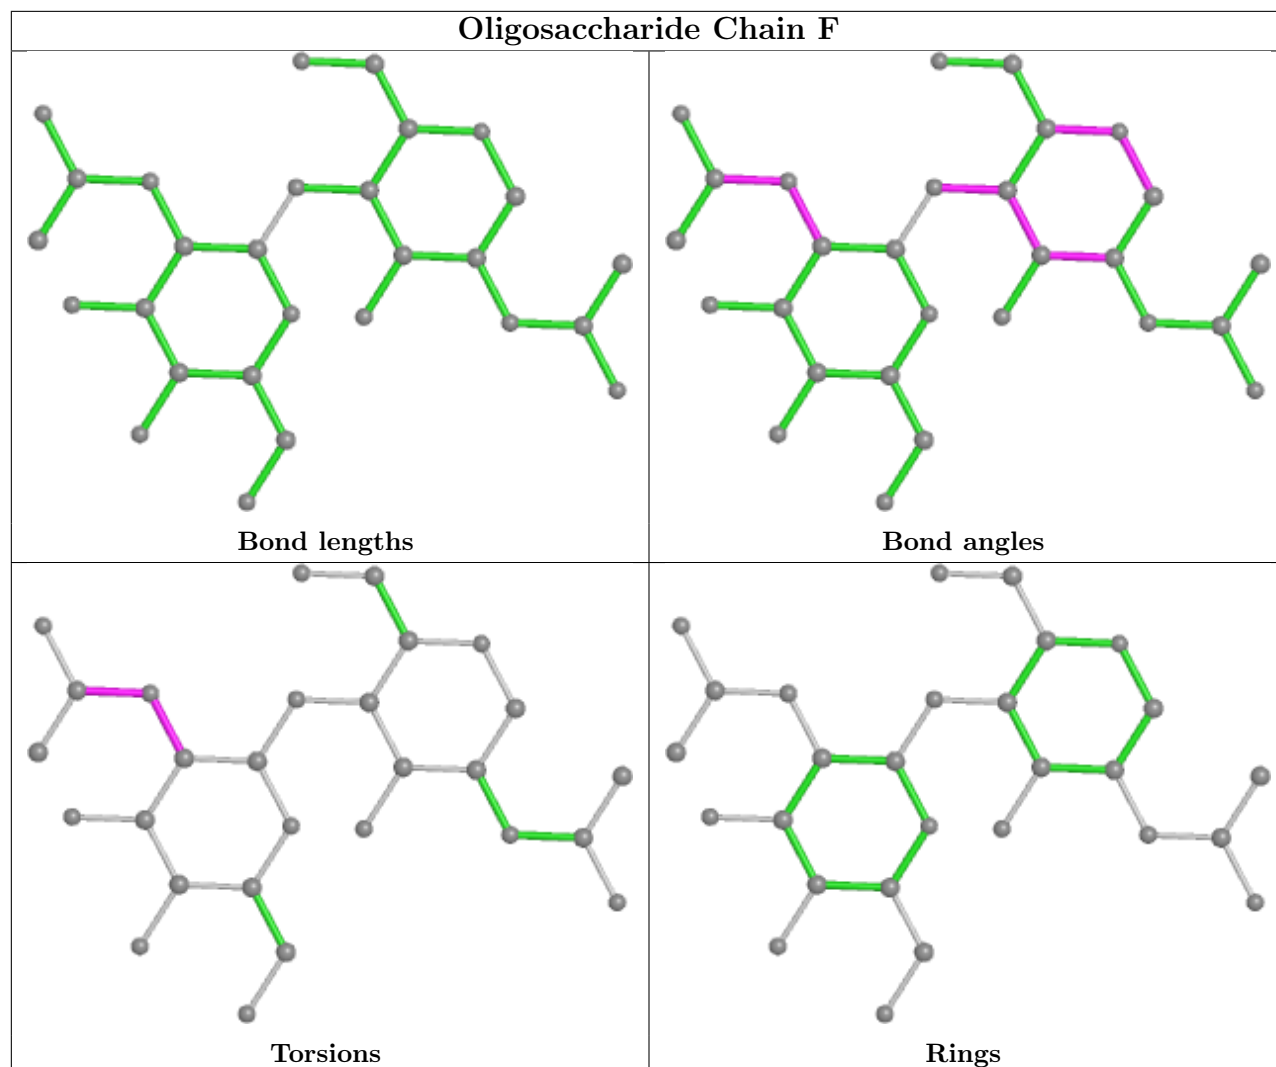 Oligosaccharide Chain F
Bond lengths
Bond angles
Torsions
Rings